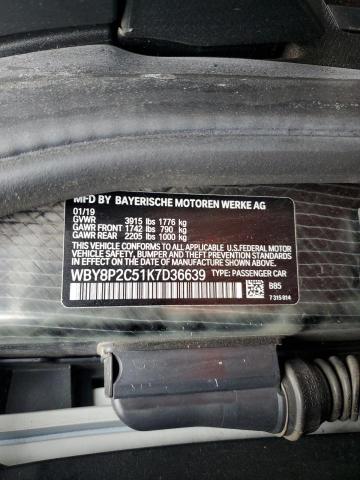 MFD BY BAYERISCHE MOTOREN WERKE AG
01/19
GVWR 3915 lbs 1776 kg
GAWR FRONT 1742 lbs 790 kg
GAWR REAR 2205 lbs 1000 kg
THIS VEHICLE CONFORMS TO ALL
APPLICABLE U.S.FEDERAL MOTOR
VEHICLE SAFETY, BUMPER AND THEFT
PREVENTION STANDARDS IN EFFECT ON THE DATE
OF MANUFACTURE SHOWN ABOVE.
WBY8P2C51K7D36639 TYPE: PASSENGER CAR
B85
7 315 914